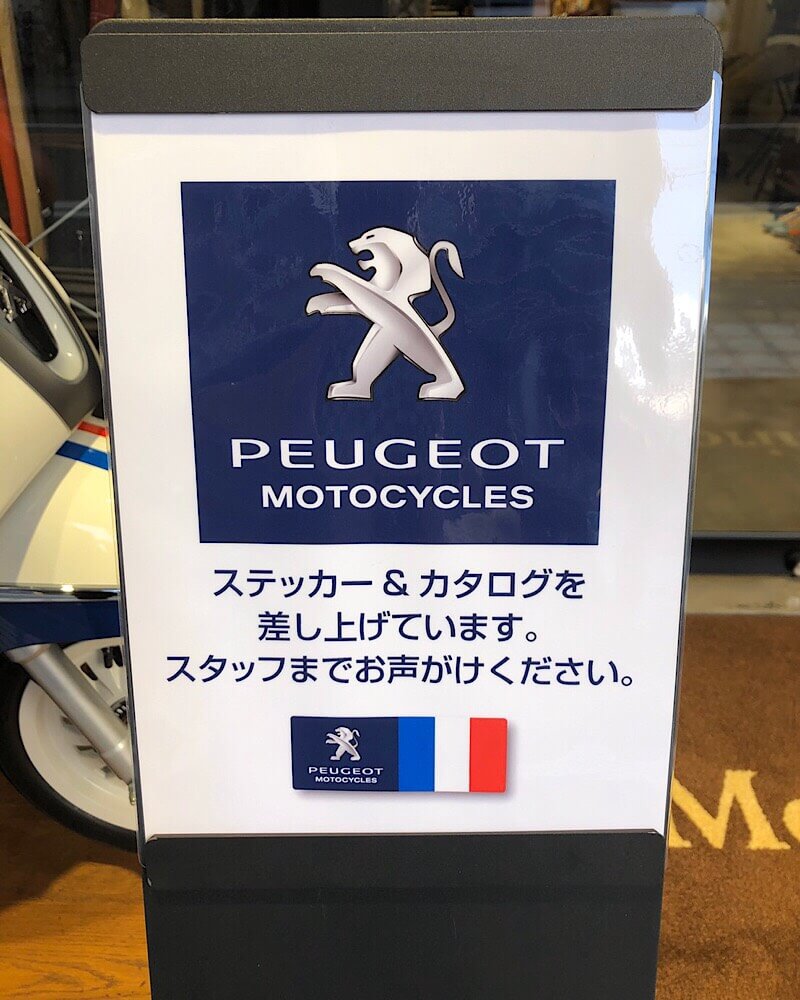 PEUGEOT
MOTOCYCLES
ステッカー & カタログを
差し上げています。
スタッフまでお声がけください。
PEUGEOT
MOTOCYCLES